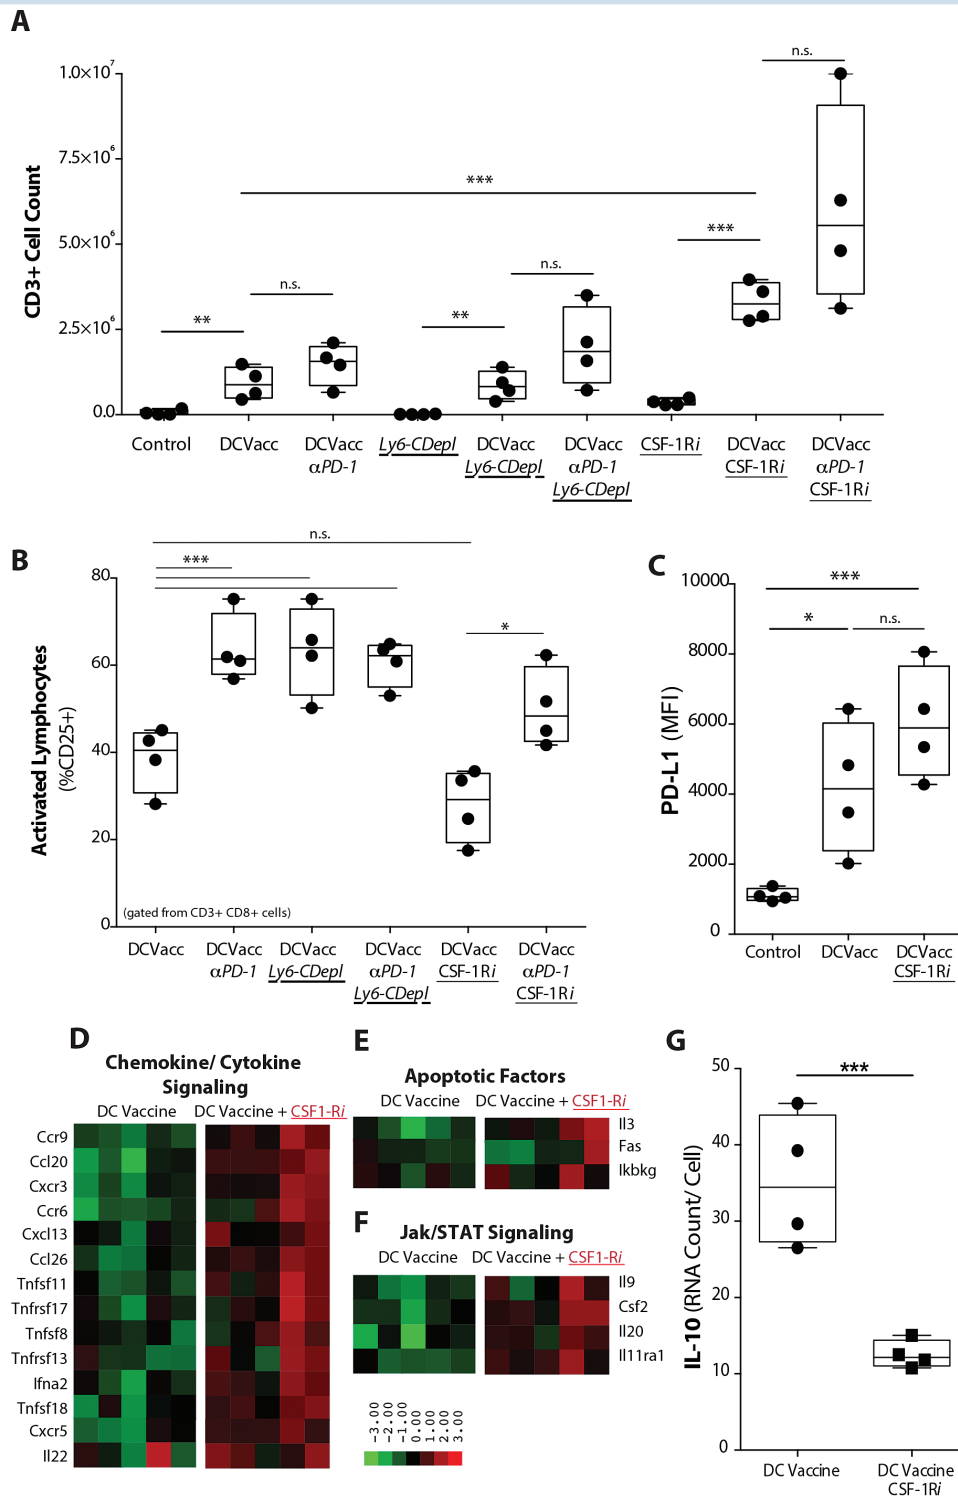 A
n.s.
1.0×10⁷
7.5×10⁶
5.0×10⁶
2.5×10⁶
0.0
CD3+ Cell Count
***
***
n.s.
n.s.
**
**
Control
DCVacc
DCVacc
αPD-1
Ly6-CDepl
DCVacc
Ly6-CDepl
DCVacc
αPD-1
Ly6-CDepl
CSF-1Ri
DCVacc
CSF-1Ri
DCVacc
αPD-1
CSF-1Ri
B
n.s.
***
*
80
60
40
20
0
Activated Lymphocytes
(%CD25+)
(gated from CD3+ CD8+ cells)
DCVacc
DCVacc
αPD-1
DCVacc
Ly6-CDepl
DCVacc
αPD-1
Ly6-CDepl
DCVacc
CSF-1Ri
DCVacc
αPD-1
CSF-1Ri
C
10000
8000
6000
4000
2000
0
PD-L1 (MFI)
***
*
n.s.
Control
DCVacc
DCVacc
CSF-1Ri
D
Chemokine/ Cytokine
Signaling
DC Vaccine
DC Vaccine + CSF1-Ri
Ccr9
Ccl20
Cxcr3
Ccr6
Cxcl13
Ccl26
Tnfsf11
Tnfrsf17
Tnfsf8
Tnfrsf13
Ifna2
Tnfsf18
Cxcr5
Il22
E
Apoptotic Factors
DC Vaccine
DC Vaccine + CSF1-Ri
Il3
Fas
Ikbkg
F
Jak/STAT Signaling
DC Vaccine
DC Vaccine + CSF1-Ri
Il9
Csf2
Il20
Il11ra1
-3.00
-2.00
-1.00
0.00
1.00
2.00
3.00
G
50
40
30
20
10
0
IL-10 (RNA Count/ Cell)
***
DC Vaccine
DC Vaccine
CSF-1Ri